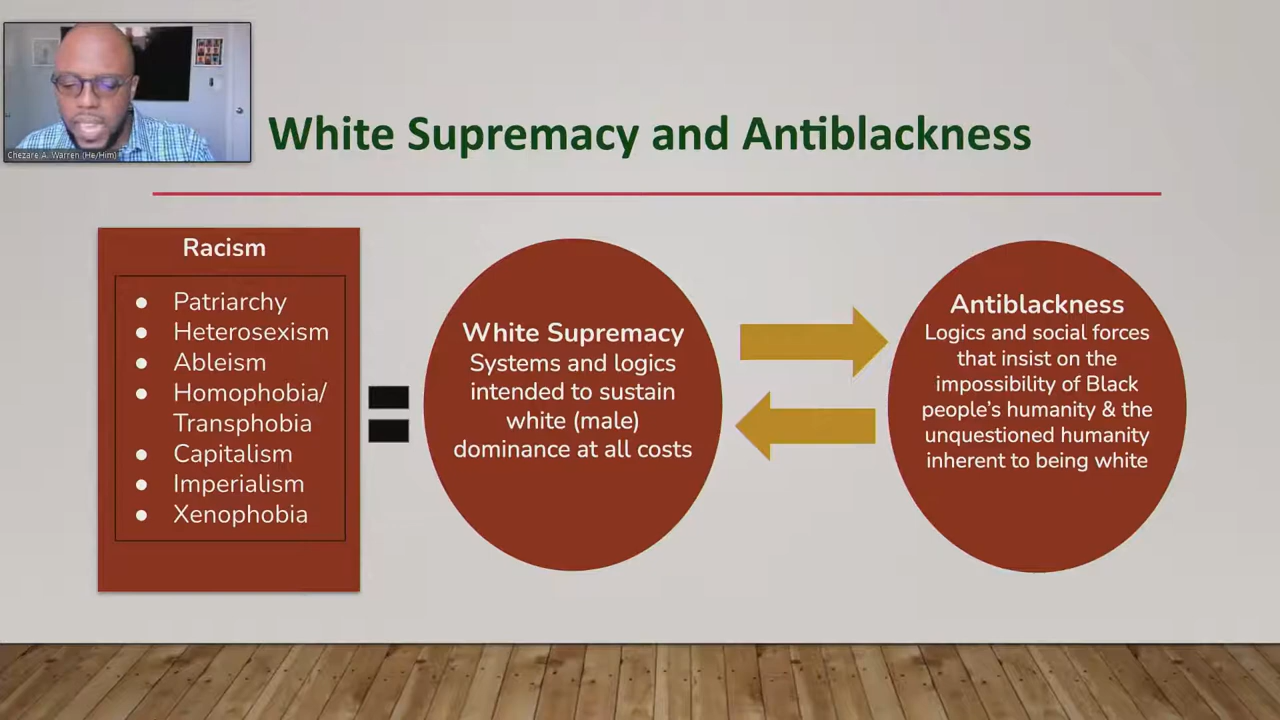 Chezare A. Warren (He/Him)
White Supremacy and Antiblackness
Racism
● Patriarchy
● Heterosexism
● Ableism
● Homophobia/
Transphobia
● Capitalism
● Imperialism
● Xenophobia
White Supremacy
Systems and logics
intended to sustain
white (male)
dominance at all costs
Antiblackness
Logics and social forces
that insist on the
impossibility of Black
people's humanity & the
unquestioned humanity
inherent to being white